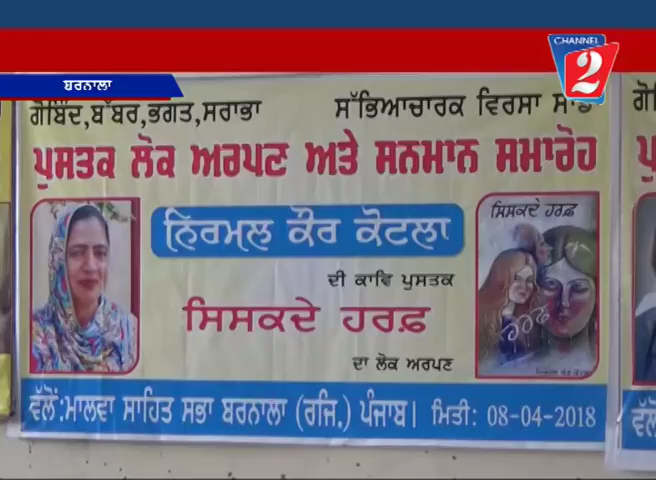 CHANNEL
2
ਬਰਨਾਲਾ
ਗੋਬਿੰਦ,ਬੱਬਰ,ਭਗਤ,ਸਰਾਭਾ ਸੱਭਿਆਚਾਰਕ ਵਿਰਸਾ
ਪੁਸਤਕ ਲੋਕ ਅਰਪਣ ਅਤੇ ਸਨਮਾਨ ਸਮਾਰੋਹ
ਸਿਸਕਦੇ ਹਰਫ਼
ਨਿਰਮਲ ਕੌਰ ਕੋਟਲਾ
ਦੀ ਕਾਵਿ ਪੁਸਤਕ
ਸਿਸਕਦੇ ਹਰਫ਼
ਹਰਫ਼
ਦਾ ਲੋਕ ਅਰਪਣ
ਵੱਲੋਂ:ਮਾਲਵਾ ਸਾਹਿਤ ਸਭਾ ਬਰਨਾਲਾ (ਰਜਿ.) ਪੰਜਾਬ। ਮਿਤੀ: 08-04-2018